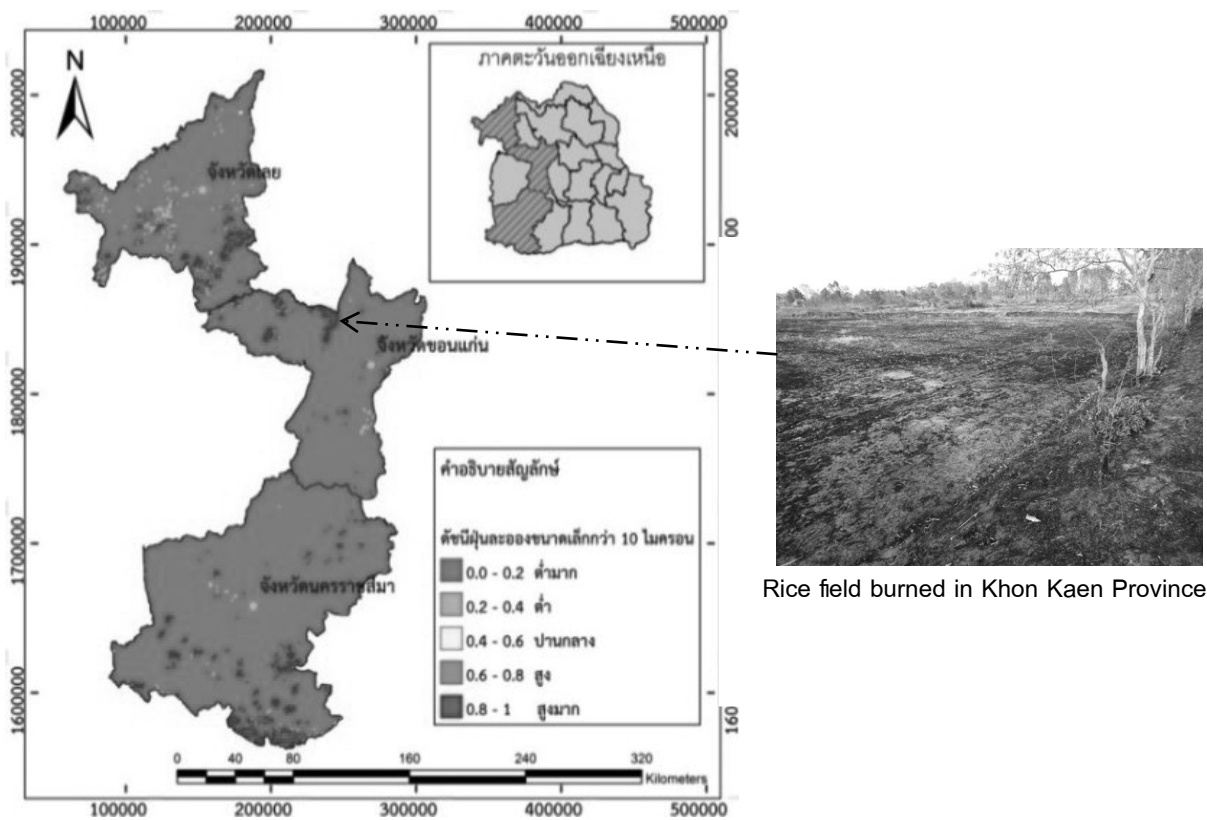 100000 200000 300000 400000 500000
N
ภาคตะวันออกเฉียงเหนือ
2000000
2000000
จังหวัดเลย
1900000
00
จังหวัดขอนแก่น
1800000
คำอธิบายสัญลักษ์
ดัชนีฝุ่นละอองขนาดเล็กกว่า 10 ไมครอน
0.0 - 0.2 ต่ำมาก
0.2 - 0.4 ต่ำ
0.4 - 0.6 ปานกลาง
0.6 - 0.8 สูง
0.8 - 1 สูงมาก
1700000
จังหวัดนครราชสีมา
1600000
160
0 40 80 160 240 320
Kilometers
100000 200000 300000 400000 500000
Rice field burned in Khon Kaen Province